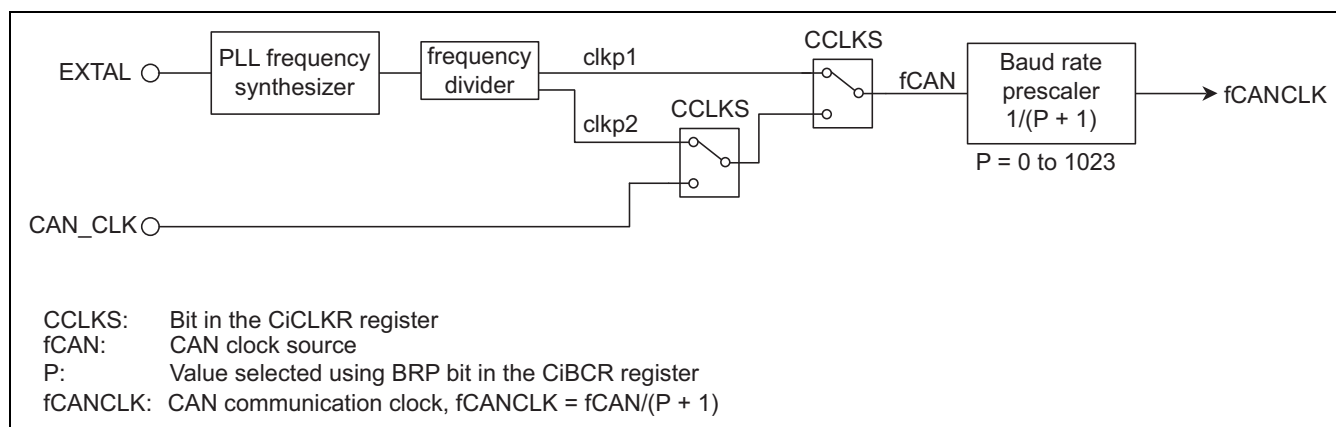 EXTAL
PLL frequency
synthesizer
frequency
divider
clkp1
clkp2
CCLKS
CCLKS
fCAN
Baud rate
prescaler
1/(P + 1)
P = 0 to 1023
fCANCLK
CAN_CLK
CCLKS: Bit in the CiCLKR register
fCAN: CAN clock source
P: Value selected using BRP bit in the CiBCR register
fCANCLK: CAN communication clock, fCANCLK = fCAN/(P + 1)